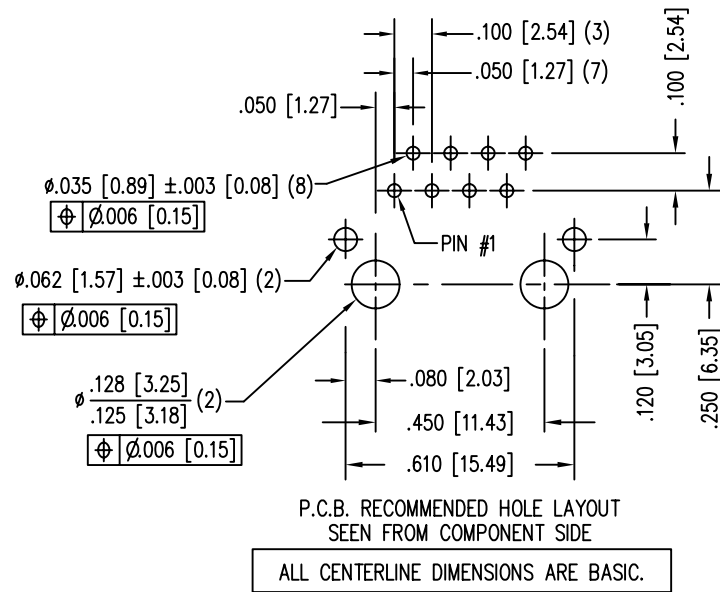 .100 [2.54] (3)
.050 [1.27] (7)
.050 [1.27]
.100 [2.54]
ø.035 [0.89] ±.003 [0.08] (8)
⌖ Ø.006 [0.15]
PIN #1
ø.062 [1.57] ±.003 [0.08] (2)
⌖ Ø.006 [0.15]
ø .128 [3.25]
.125 [3.18] (2)
⌖ Ø.006 [0.15]
.080 [2.03]
.450 [11.43]
.610 [15.49]
.120 [3.05]
.250 [6.35]
P.C.B. RECOMMENDED HOLE LAYOUT
SEEN FROM COMPONENT SIDE
ALL CENTERLINE DIMENSIONS ARE BASIC.